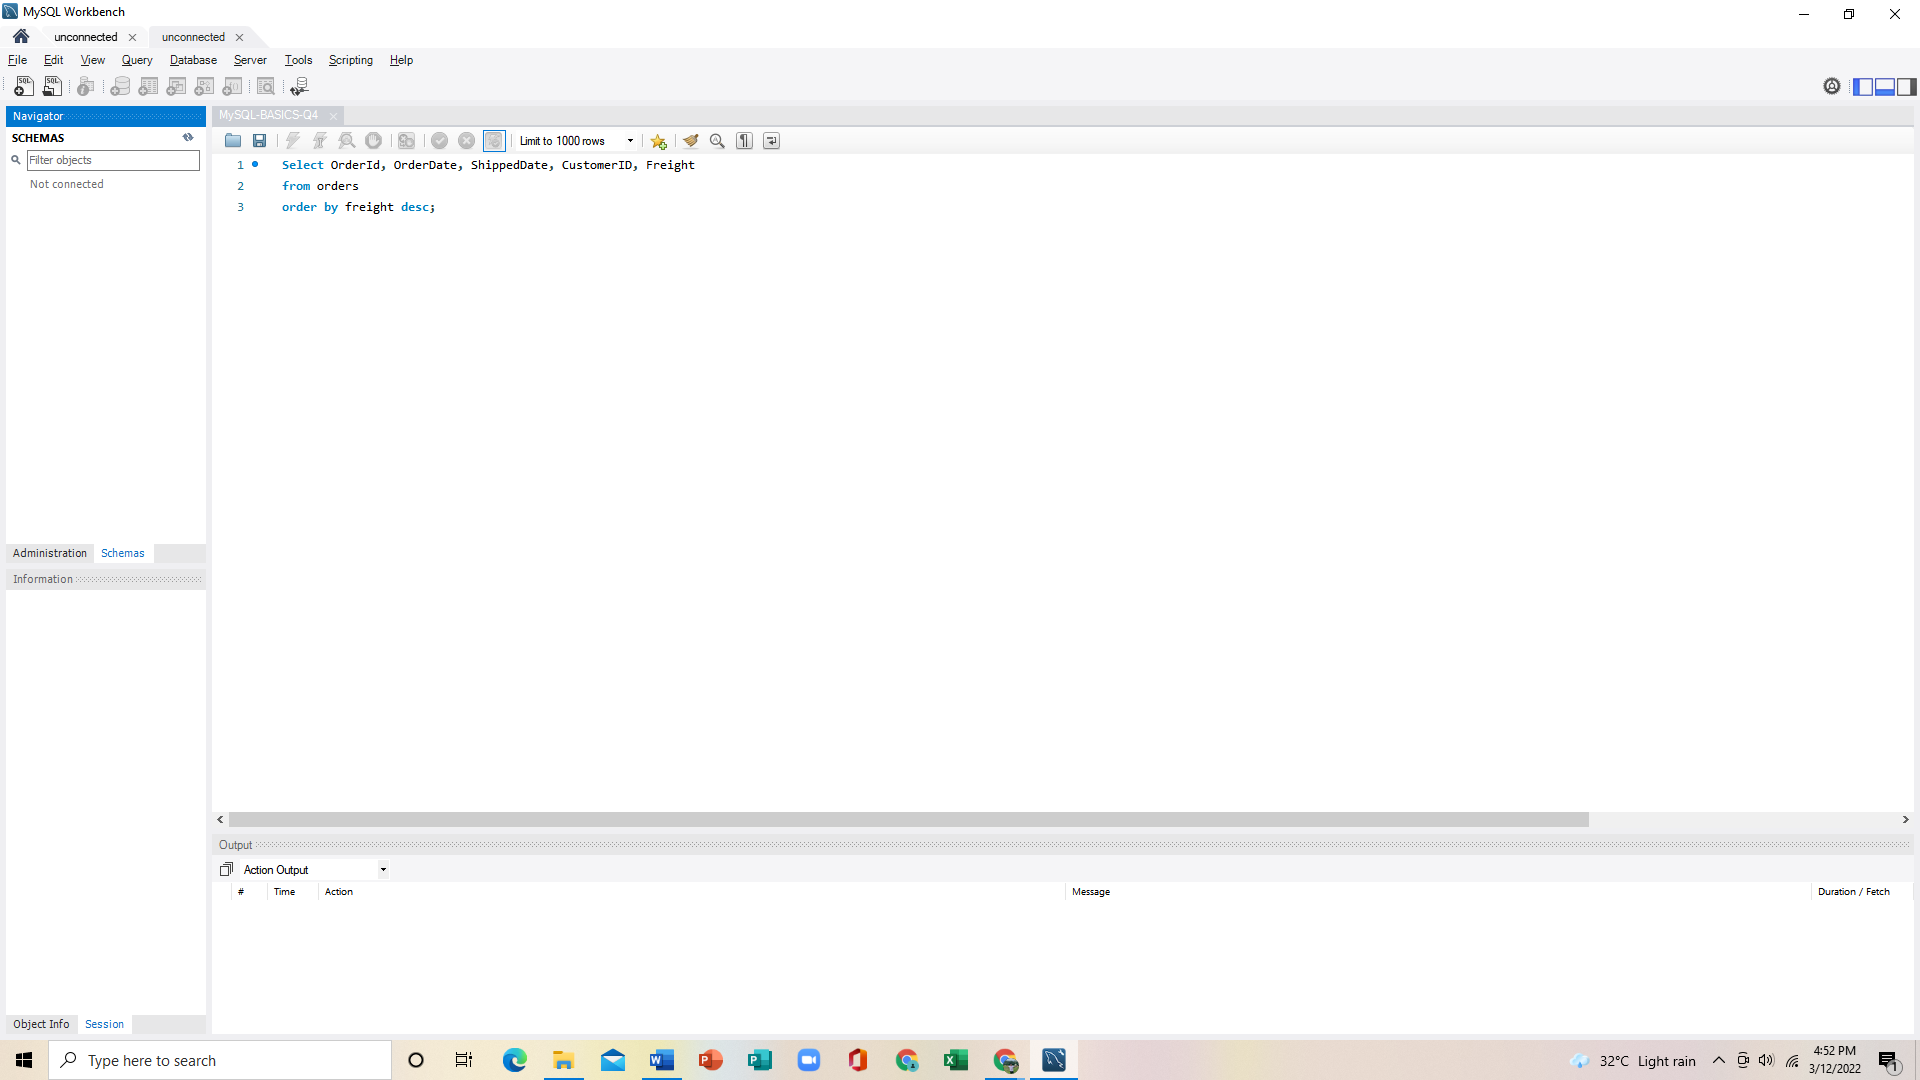 MySQL Workbench
unconnected
unconnected
File Edit View Query Database Server Tools Scripting Help
Navigator
SCHEMAS
Filter objects
Not connected
MySQL-BASICS-Q4
Limit to 1000 rows
1 Select OrderId, OrderDate, ShippedDate, CustomerID, Freight
2 from orders
3 order by freight desc;
Administration Schemas
Information
Output
Action Output
# Time Action Message Duration / Fetch
Object Info Session
Type here to search
32°C Light rain
4:52 PM
3/12/2022
1